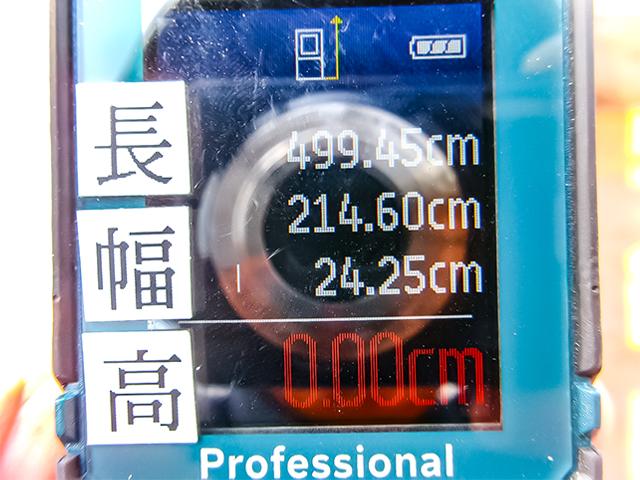 長
499.45cm
幅
214.60cm
24.25cm
高
0.00cm
Professional